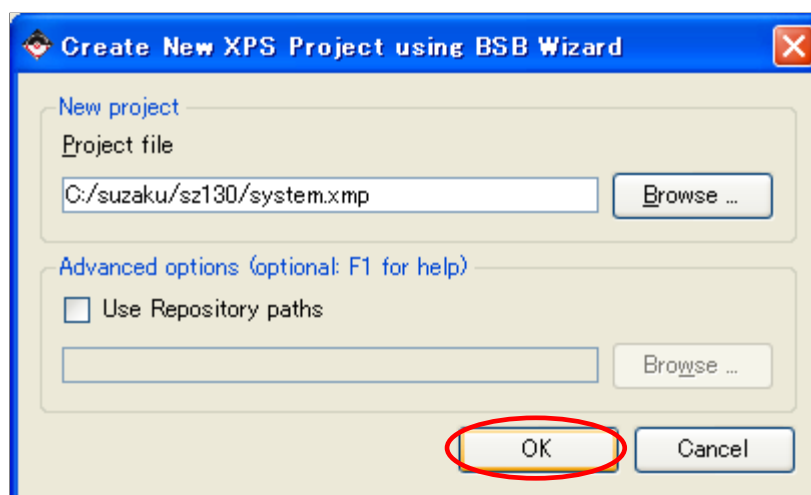 Create New XPS Project using BSB Wizard
New project
Project file
C:/suzaku/sz130/system.xmp
Browse ...
Advanced options (optional: F1 for help)
Use Repository paths
Browse ...
OK
Cancel